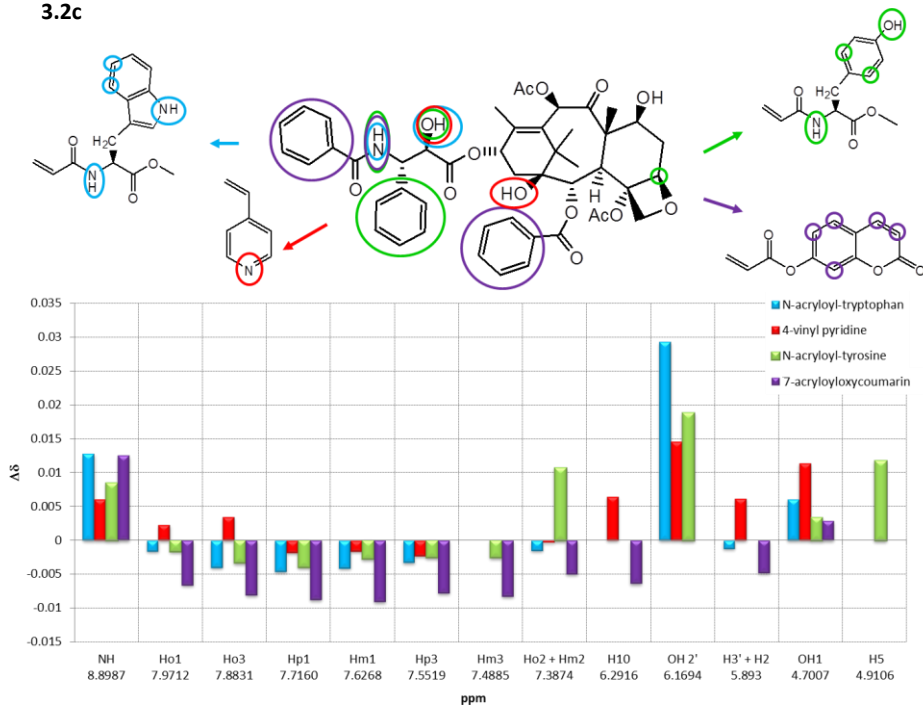 3.2c
OH
NH
H₂C
O
N
H
O
O
N
O
N
H
O
OH
O
O
AcO
O
OH
HO
O
H
O
AcO
O
H₂C
O
N
H
O
O
O
O
O
O
N-acryloyl-tryptophan
4-vinyl pyridine
N-acryloyl-tyrosine
7-acryloyloxycoumarin
Δδ
0.035
0.03
0.025
0.02
0.015
0.01
0.005
0
-0.005
-0.01
-0.015
NH Ho1 Ho3 Hp1 Hm1 Hp3 Hm3 Ho2 + Hm2 H10 OH 2' H3' + H2 OH1 H5
8.8987 7.9712 7.8831 7.7160 7.6268 7.5519 7.4885 7.3874 6.2916 6.1694 5.893 4.7007 4.9106
ppm